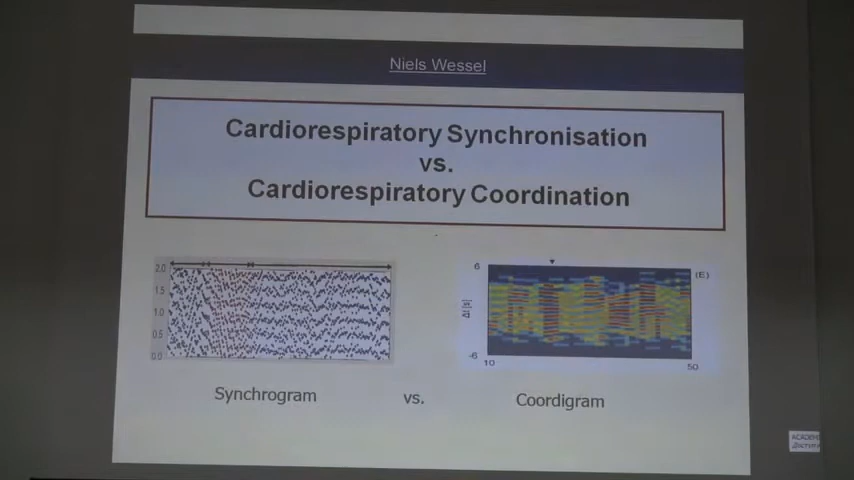 Niels Wessel
Cardiorespiratory Synchronisation
vs.
Cardiorespiratory Coordination
2.0
1.5
1.0
0.5
0.0
6
Δt [s]
-6
10
50
(E)
Synchrogram
vs.
Coordigram